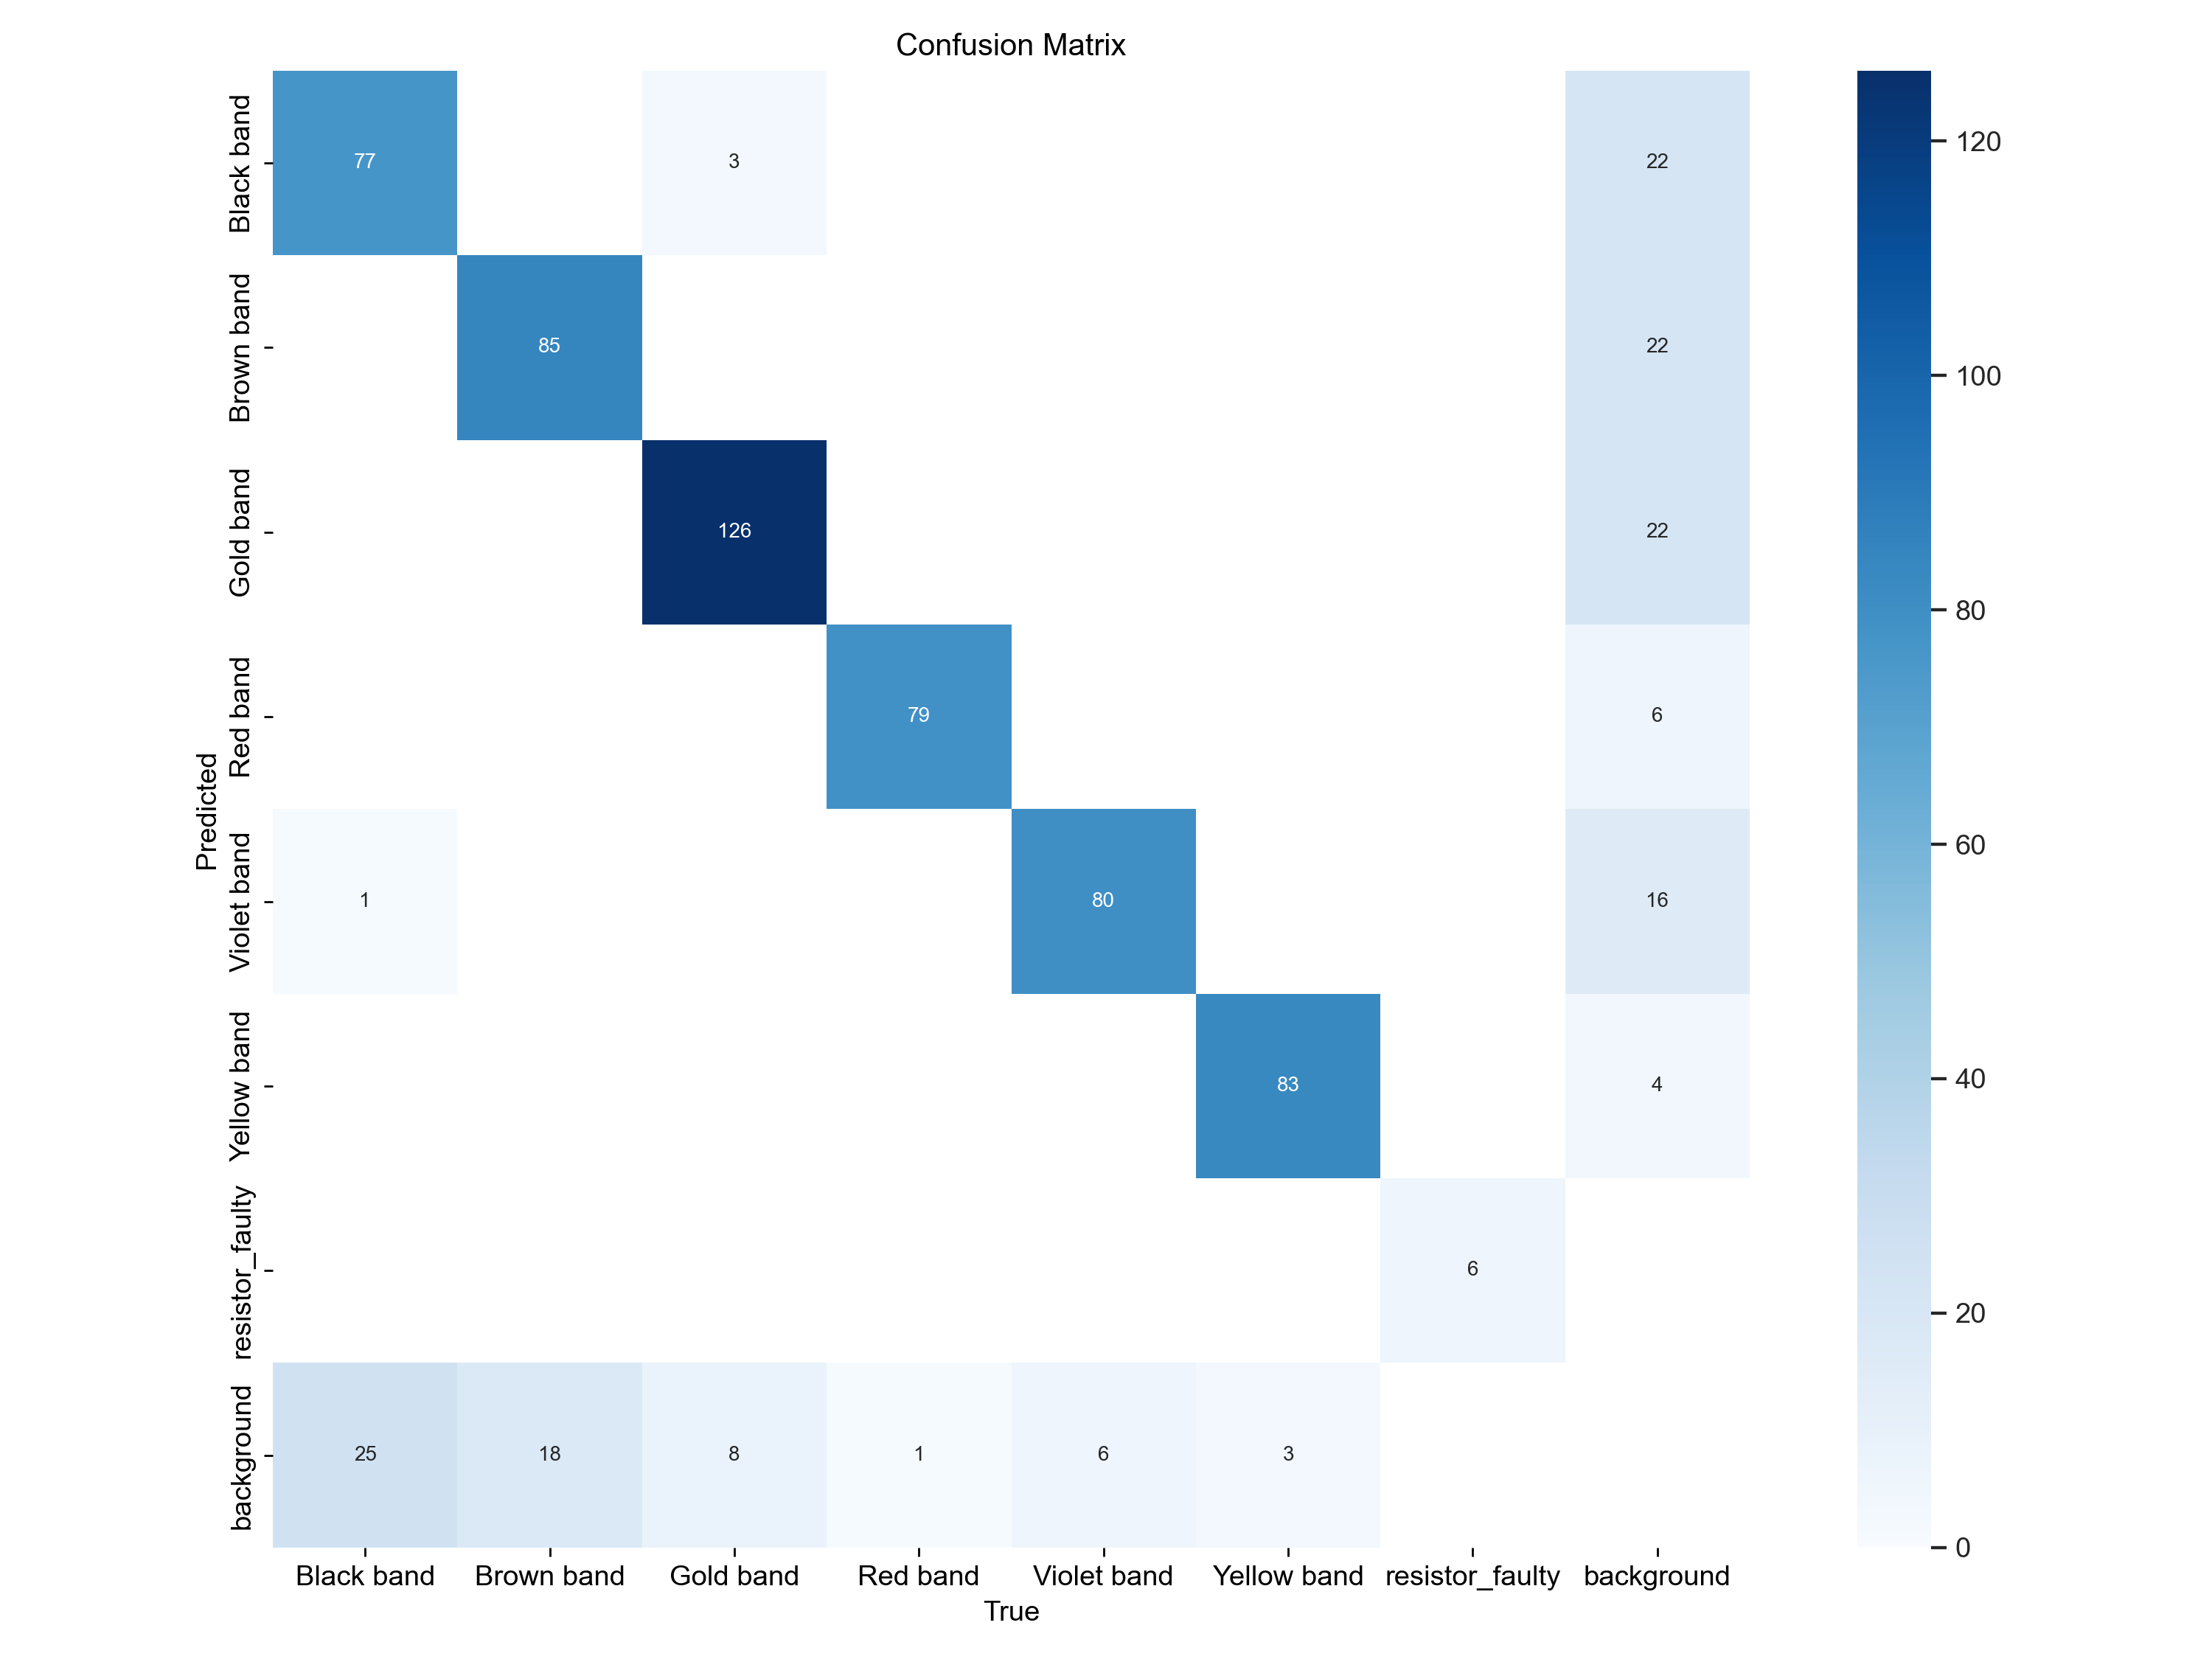 Confusion Matrix
Predicted
Black band
77
3
22
Brown band
85
22
Gold band
126
22
Red band
79
6
Violet band
1
80
16
Yellow band
83
4
resistor_faulty
6
background
25
18
8
1
6
3
Black band
Brown band
Gold band
Red band
Violet band
Yellow band
resistor_faulty
background
True
120
100
80
60
40
20
0